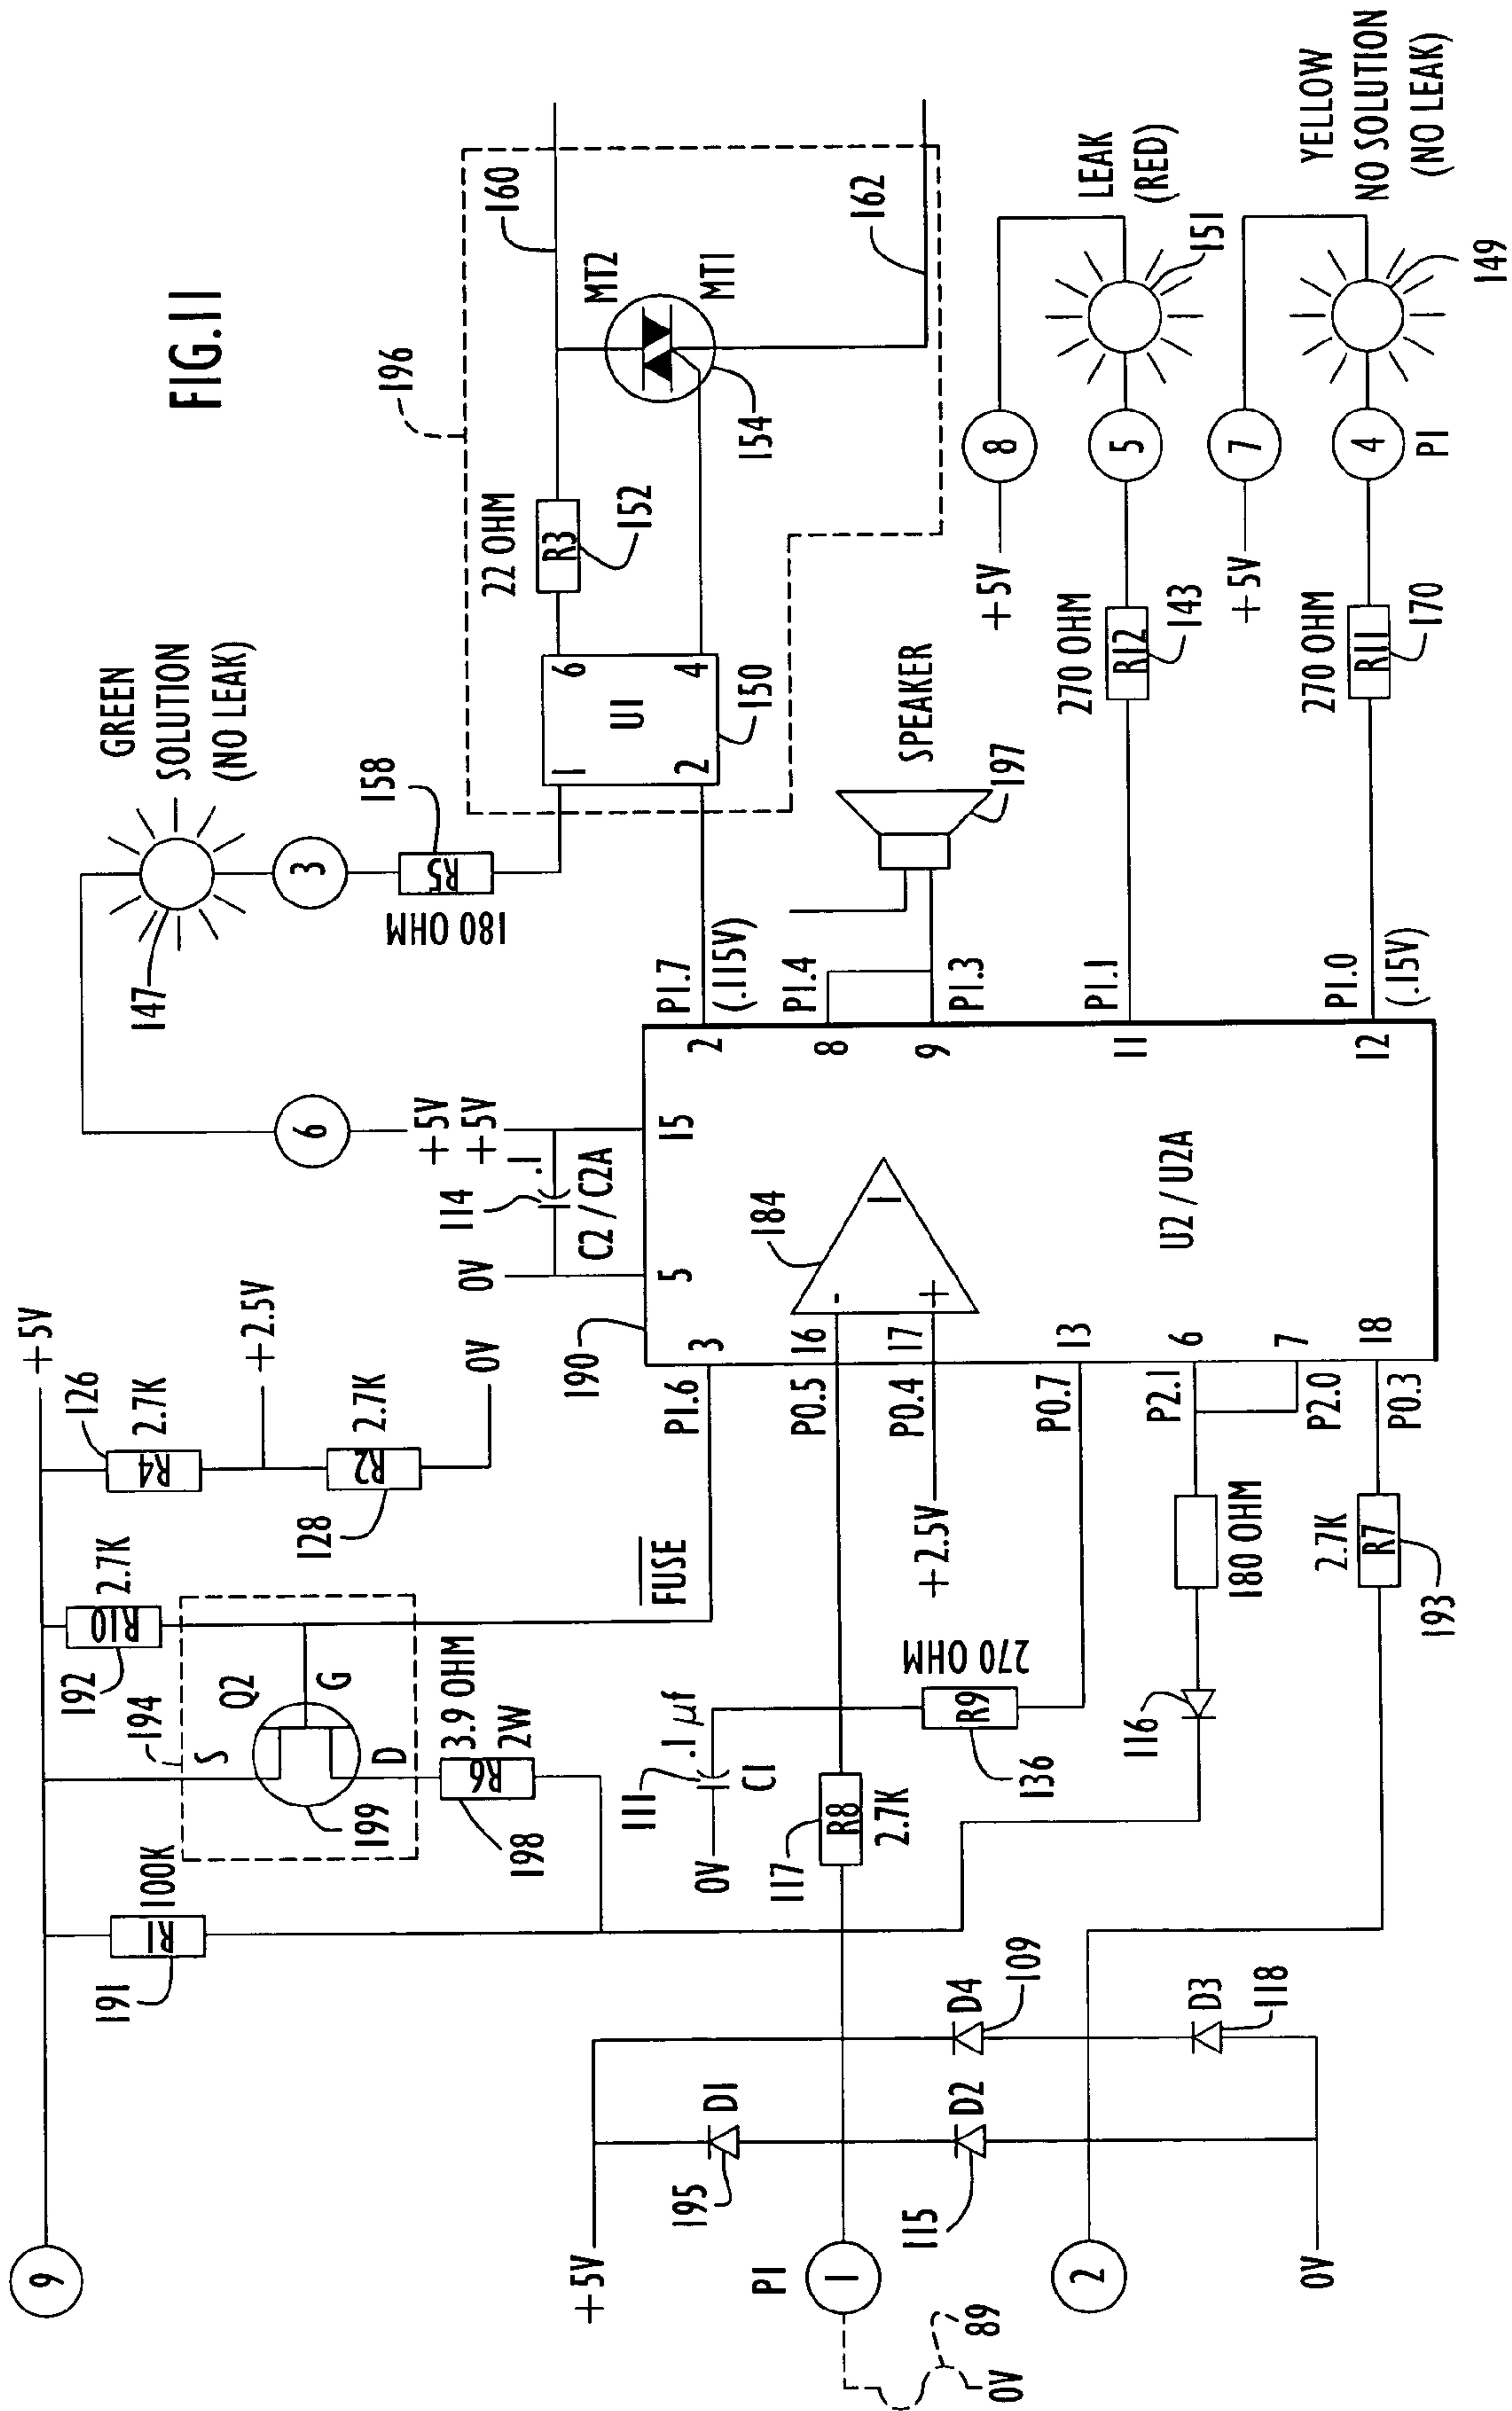 FIG.11
9
+5V
191
R1
100K
194
S
Q2
G
D
199
192
R10
2.7K
126
R4
2.7K
+2.5V
128
R2
2.7K
0V
198
R6
3.9 OHM
2W
FUSE
P1.6
111
.1 µf
C1
0V
117
R8
2.7K
270 OHM
R9
136
+2.5V
P0.5
P0.4
P0.7
P2.1
P2.0
P0.3
116
180 OHM
2.7K
R7
193
+5V
D1
195
D4
109
D2
115
D3
118
P1
1
2
0V
89
0V
190
3
16
17
13
6
7
18
5
15
2
8
9
11
12
184
-
+
1
U2 / U2A
0V
114
.1
C2 / C2A
+5V
+5V
6
147
GREEN
SOLUTION
(NO LEAK)
3
158
R5
180 OHM
P1.7
(.115V)
P1.4
P1.3
P1.1
P1.0
(.15V)
SPEAKER
197
196
1
2
6
4
U1
150
22 OHM
R3
152
154
MT2
MT1
160
162
270 OHM
R12
143
+5V
8
5
LEAK
(RED)
151
270 OHM
R11
170
+5V
7
4
P1
YELLOW
NO SOLUTION
(NO LEAK)
149